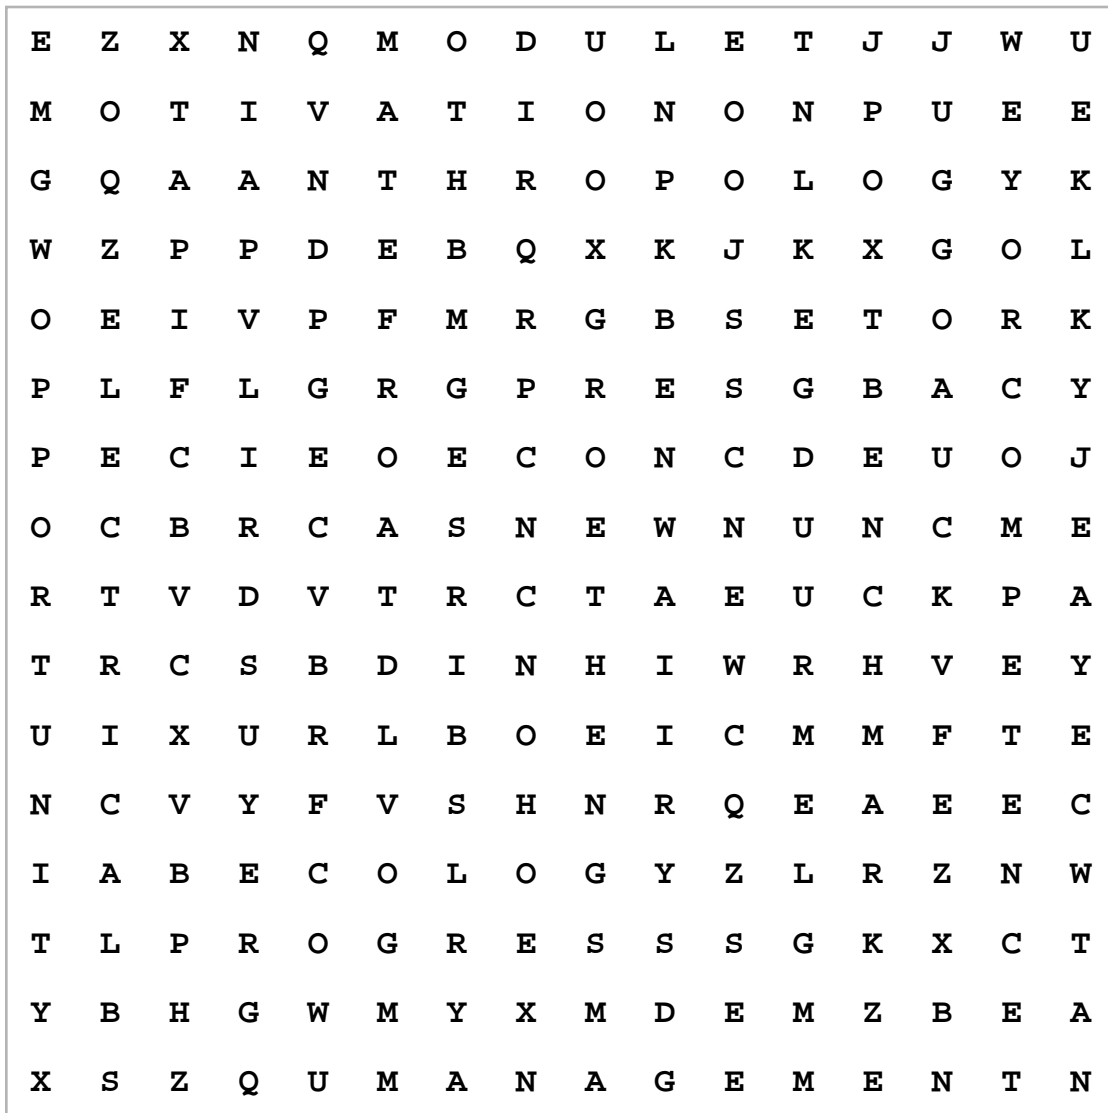 E Z X N Q M O D U L E T J J W U
M O T I V A T I O N O N P U E E
G Q A A N T H R O P O L O G Y K
W Z P P D E B Q X K J K X G O L
O E I V P F M R G B S E T O R K
P L F L G R G P R E S G B A C Y
P E C I E O E C O N C D E U O J
O C B R C A S N E W N U N C M E
R T V D V T R C T A E U C K P A
T R C S B D I N H I W R H V E Y
U I X U R L B O E I C M M F T E
N C V Y F V S H N R Q E A E E C
I A B E C O L O G Y Z L R Z N W
T L P R O G R E S S S G K X C T
Y B H G W M Y X M D E M Z B E A
X S Z Q U M A N A G E M E N T N